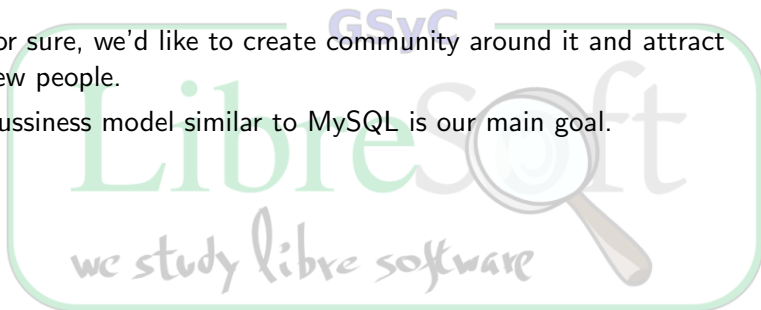 GSyC
or sure, we'd like to create community around it and attract
ew people.
ussiness model similar to MySQL is our main goal.
LibreSoft
we study libre software